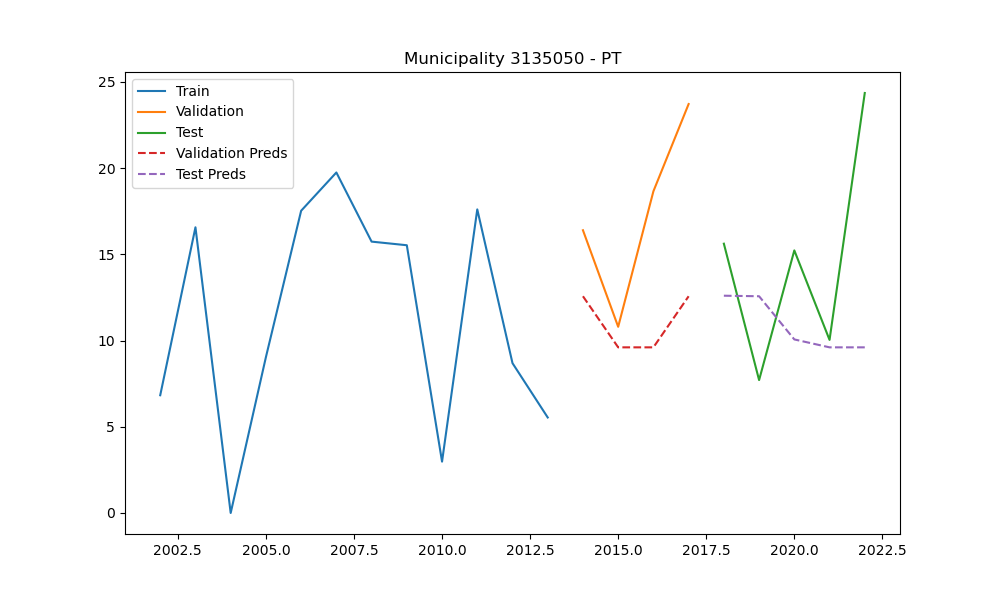 Municipality 3135050 - PT
Train
Validation
Test
Validation Preds
Test Preds
25
20
15
10
5
0
2002.5 2005.0 2007.5 2010.0 2012.5 2015.0 2017.5 2020.0 2022.5